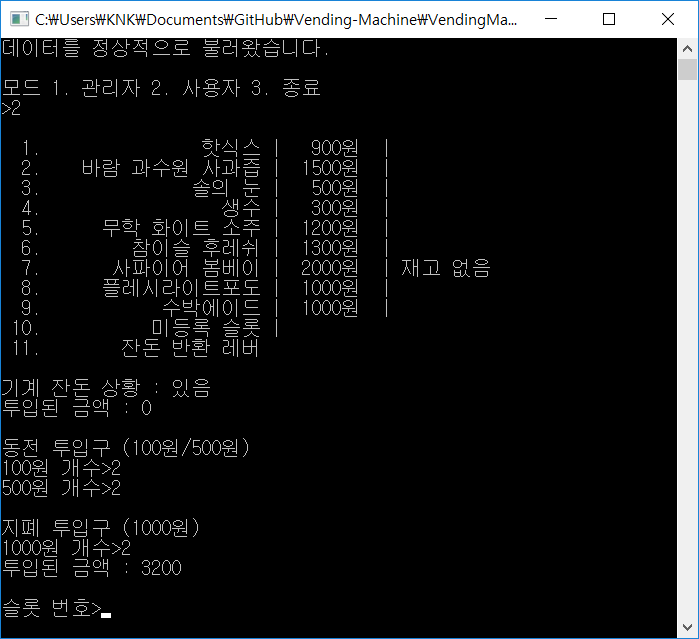 C:₩Users₩KNK₩Documents₩GitHub₩Vending-Machine₩VendingMa...
데이터를 정상적으로 불러왔습니다.
모드 1. 관리자 2. 사용자 3. 종료
>2
1. 핫식스 | 900원 |
2. 바람 과수원 사과즙 | 1500원 |
3. 솔의 눈 | 500원 |
4. 생수 | 300원 |
5. 무학 화이트 소주 | 1200원 |
6. 참이슬 후레쉬 | 1300원 |
7. 사파이어 봄베이 | 2000원 | 재고 없음
8. 플레시라이트포도 | 1000원 |
9. 수박에이드 | 1000원 |
10. 미등록 슬롯 |
11. 잔돈 반환 레버
기계 잔돈 상황 : 있음
투입된 금액 : 0
동전 투입구 (100원/500원)
100원 개수>2
500원 개수>2
지폐 투입구 (1000원)
1000원 개수>2
투입된 금액 : 3200
슬롯 번호>